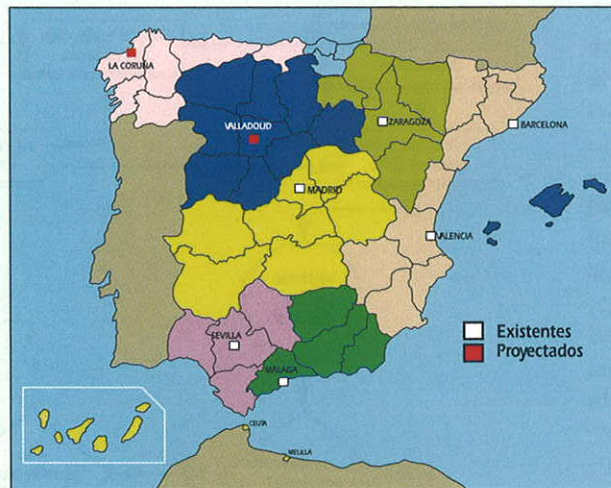 LA CORUÑA
VALLADOLID
ZARAGOZA
BARCELONA
MADRID
VALENCIA
Existentes
Proyectados
SEVILLA
MÁLAGA
CEUTA
MELILLA